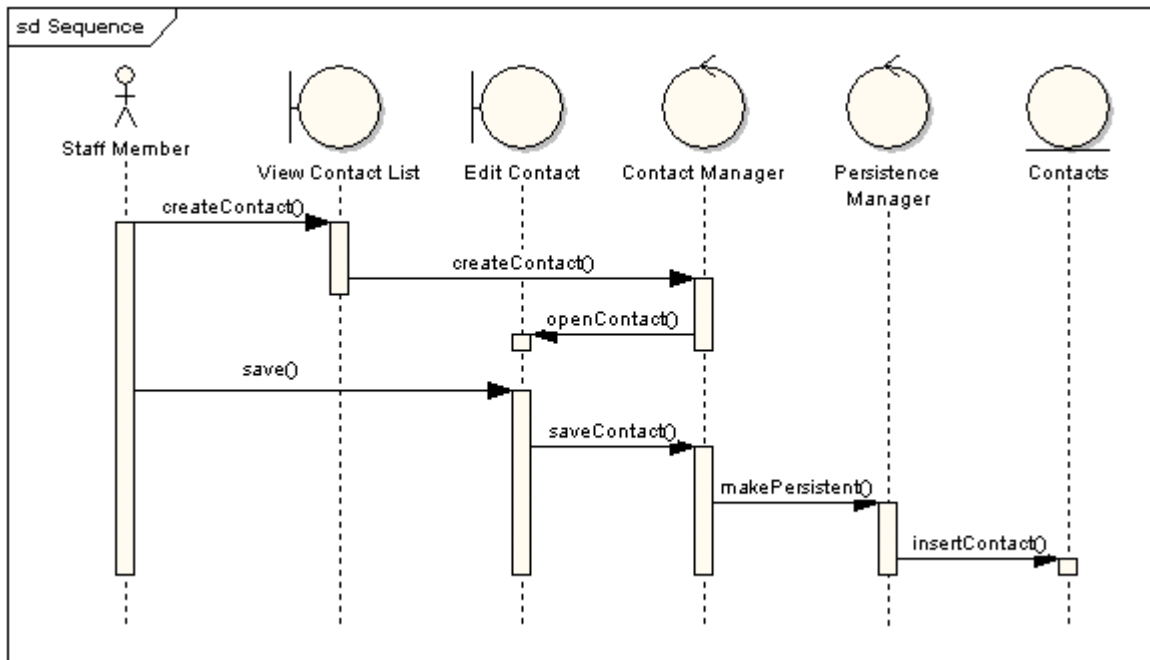 sd Sequence
Staff Member
View Contact List
Edit Contact
Contact Manager
Persistence
Manager
Contacts
createContact()
createContact()
openContact()
save()
saveContact()
makePersistent()
insertContact()